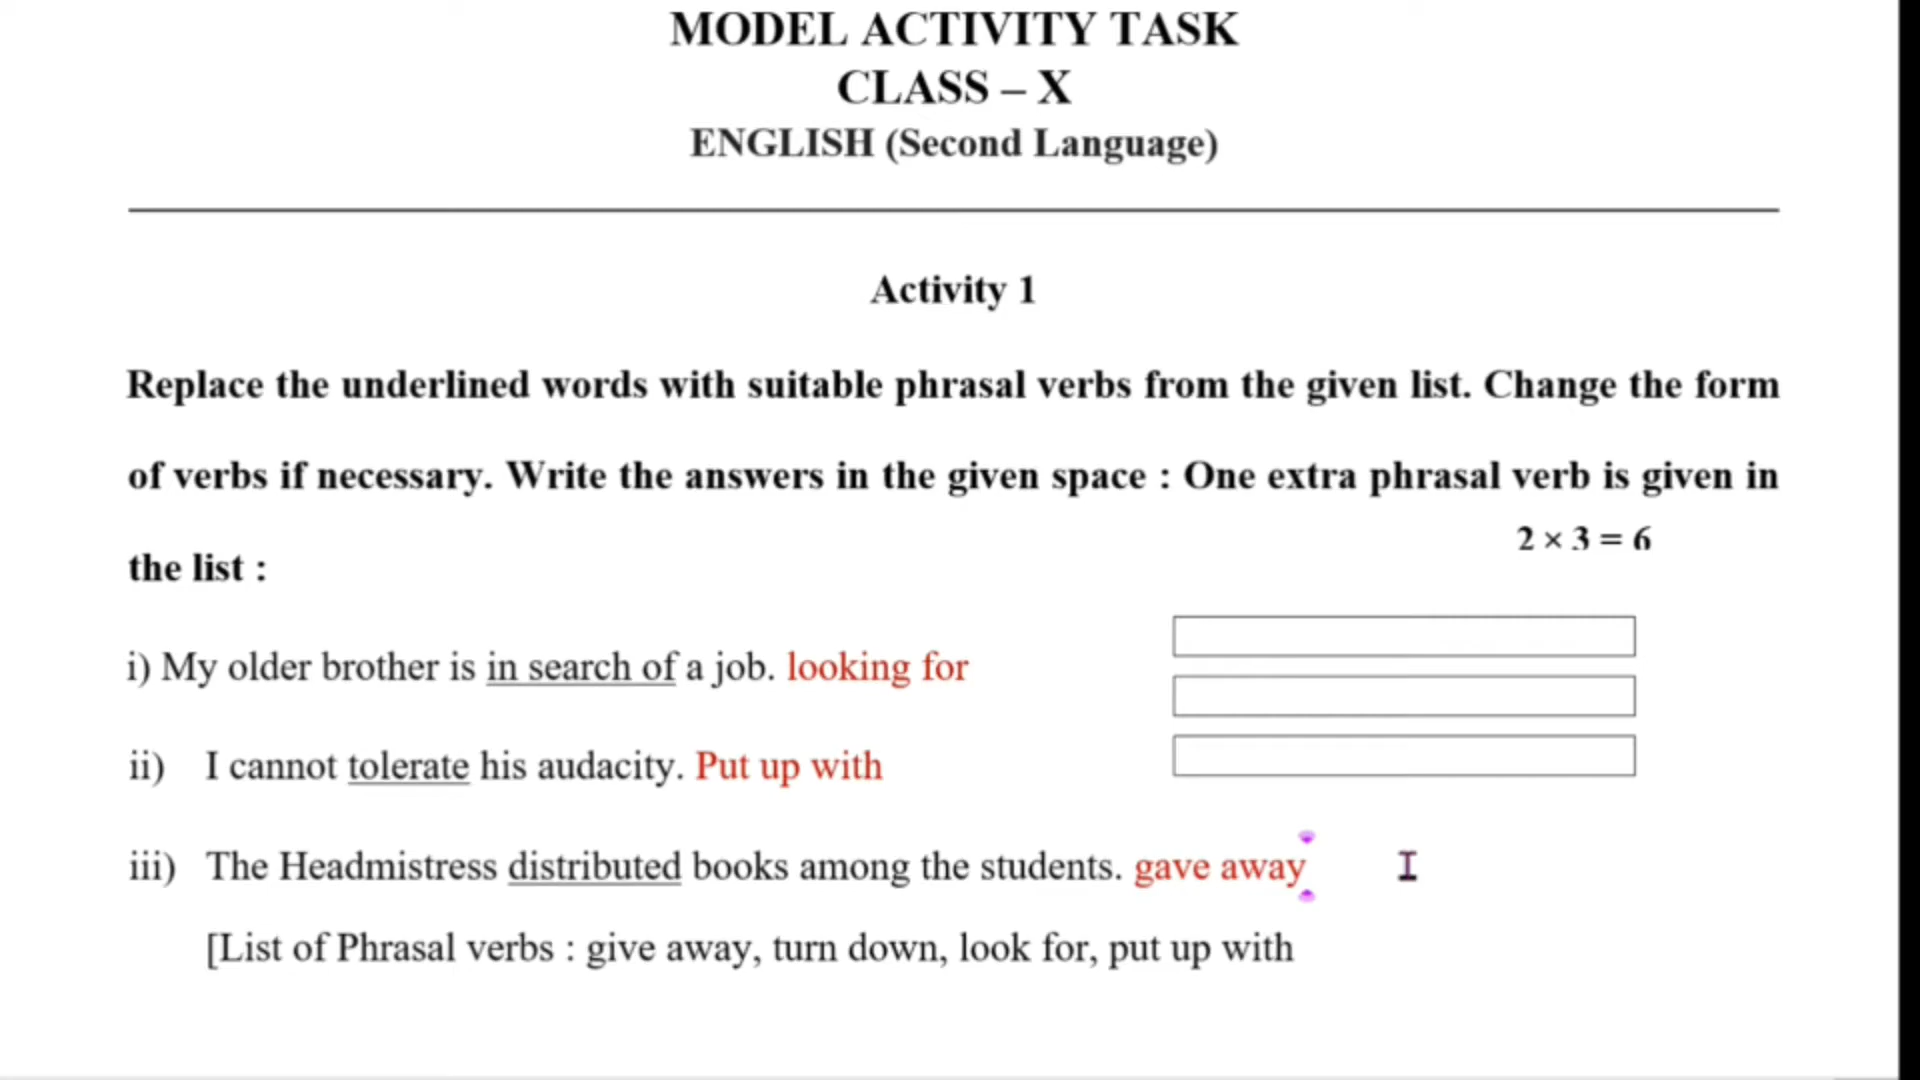 MODEL ACTIVITY TASK
CLASS – X
ENGLISH (Second Language)
Activity 1
Replace the underlined words with suitable phrasal verbs from the given list. Change the form
of verbs if necessary. Write the answers in the given space : One extra phrasal verb is given in
the list :
2 × 3 = 6
i) My older brother is in search of a job. looking for
ii) I cannot tolerate his audacity. Put up with
iii) The Headmistress distributed books among the students. gave away
[List of Phrasal verbs : give away, turn down, look for, put up with